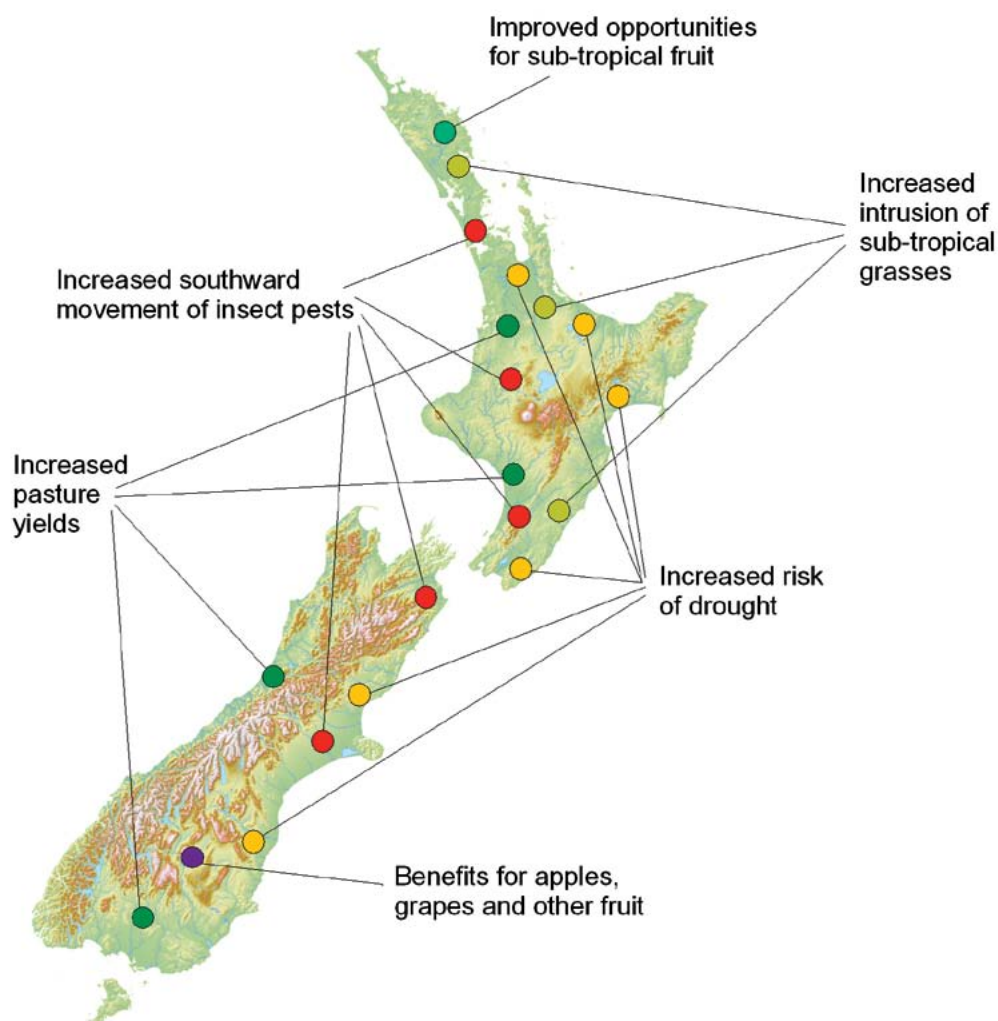 Improved opportunities
for sub-tropical fruit
Increased
intrusion of
sub-tropical
grasses
Increased southward
movement of insect pests
Increased
pasture
yields
Increased risk
of drought
Benefits for apples,
grapes and other fruit